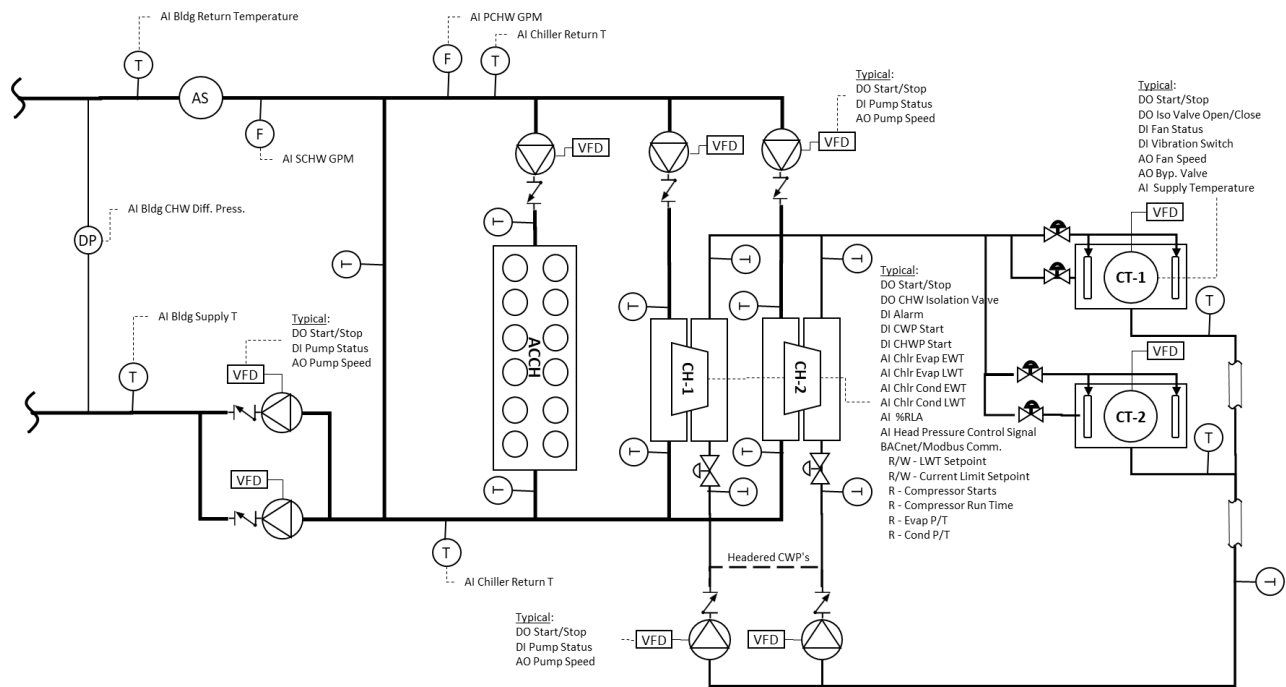 AI Bldg Return Temperature
T
AS
F
AI SCHW GPM
AI PCHW GPM
F
AI Chiller Return T
T
VFD
VFD
VFD
Typical:
DO Start/Stop
DI Pump Status
AO Pump Speed
Typical:
DO Start/Stop
DO Iso Valve Open/Close
DI Fan Status
DI Vibration Switch
AO Fan Speed
AO Byp. Valve
AI  Supply Temperature
AI Bldg CHW Diff. Press.
DP
T
T
T
T
T
T
AI Bldg Supply T
T
Typical:
DO Start/Stop
DI Pump Status
AO Pump Speed
VFD
VFD
ACCH
CH-1
CH-2
Typical:
DO Start/Stop
DO CHW Isolation Valve
DI Alarm
DI CWP Start
DI CHWP Start
AI Chlr Evap EWT
AI Chlr Evap LWT
AI Chlr Cond EWT
AI Chlr Cond LWT
AI  %RLA
AI Head Pressure Control Signal
BACnet/Modbus Comm.
R/W - LWT Setpoint
R/W - Current Limit Setpoint
R - Compressor Starts
R - Compressor Run Time
R - Evap P/T
R - Cond P/T
VFD
CT-1
T
VFD
CT-2
T
T
T
T
T
T
T
AI Chiller Return T
Headered CWP's
Typical:
DO Start/Stop
DI Pump Status
AO Pump Speed
VFD
VFD
T